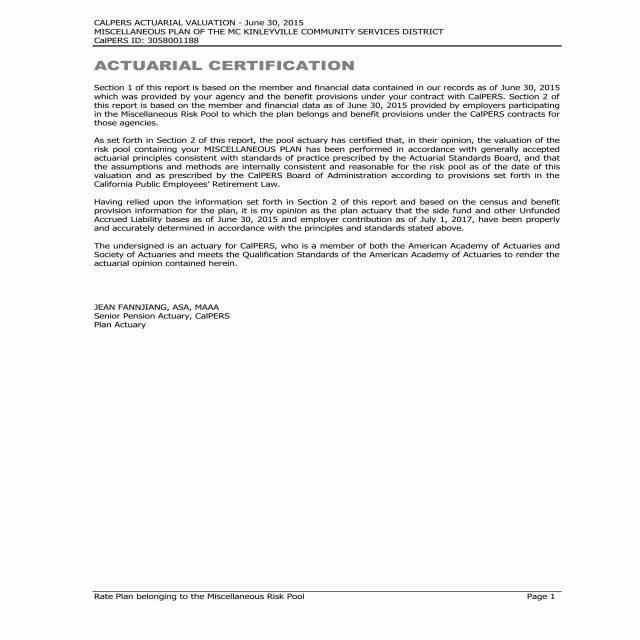 CALPERS ACTUARIAL VALUATION - June 30, 2015
MISCELLANEOUS PLAN OF THE MC KINLEYVILLE COMMUNITY SERVICES DISTRICT
CalPERS ID: 3058001188
ACTUARIAL CERTIFICATION
Section 1 of this report is based on the member and financial data contained in our records as of June 30, 2015
which was provided by your agency and the benefit provisions under your contract with CalPERS. Section 2 of
this report is based on the member and financial data as of June 30, 2015 provided by employers participating
in the Miscellaneous Risk Pool to which the plan belongs and benefit provisions under the CalPERS contracts for
those agencies.
As set forth in Section 2 of this report, the pool actuary has certified that, in their opinion, the valuation of the
risk pool containing your MISCELLANEOUS PLAN has been performed in accordance with generally accepted
actuarial principles consistent with standards of practice prescribed by the Actuarial Standards Board, and that
the assumptions and methods are internally consistent and reasonable for the risk pool as of the date of this
valuation and as prescribed by the CalPERS Board of Administration according to provisions set forth in the
California Public Employees' Retirement Law.
Having relied upon the information set forth in Section 2 of this report and based on the census and benefit
provision information for the plan, it is my opinion as the plan actuary that the side fund and other Unfunded
Accrued Liability bases as of June 30, 2015 and employer contribution as of July 1, 2017, have been properly
and accurately determined in accordance with the principles and standards stated above.
The undersigned is an actuary for CalPERS, who is a member of both the American Academy of Actuaries and
Society of Actuaries and meets the Qualification Standards of the American Academy of Actuaries to render the
actuarial opinion contained herein.
JEAN FANNJIANG, ASA, MAAA
Senior Pension Actuary, CalPERS
Plan Actuary
Rate Plan belonging to the Miscellaneous Risk Pool Page 1